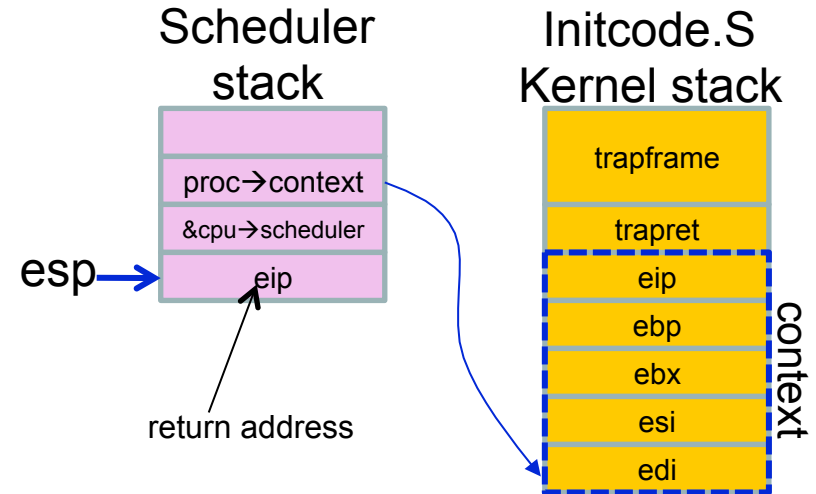 Scheduler
stack
proc→context
&cpu→scheduler
esp
eip
return address
Initcode.S
Kernel stack
trapframe
trapret
eip
ebp
ebx
esi
edi
context